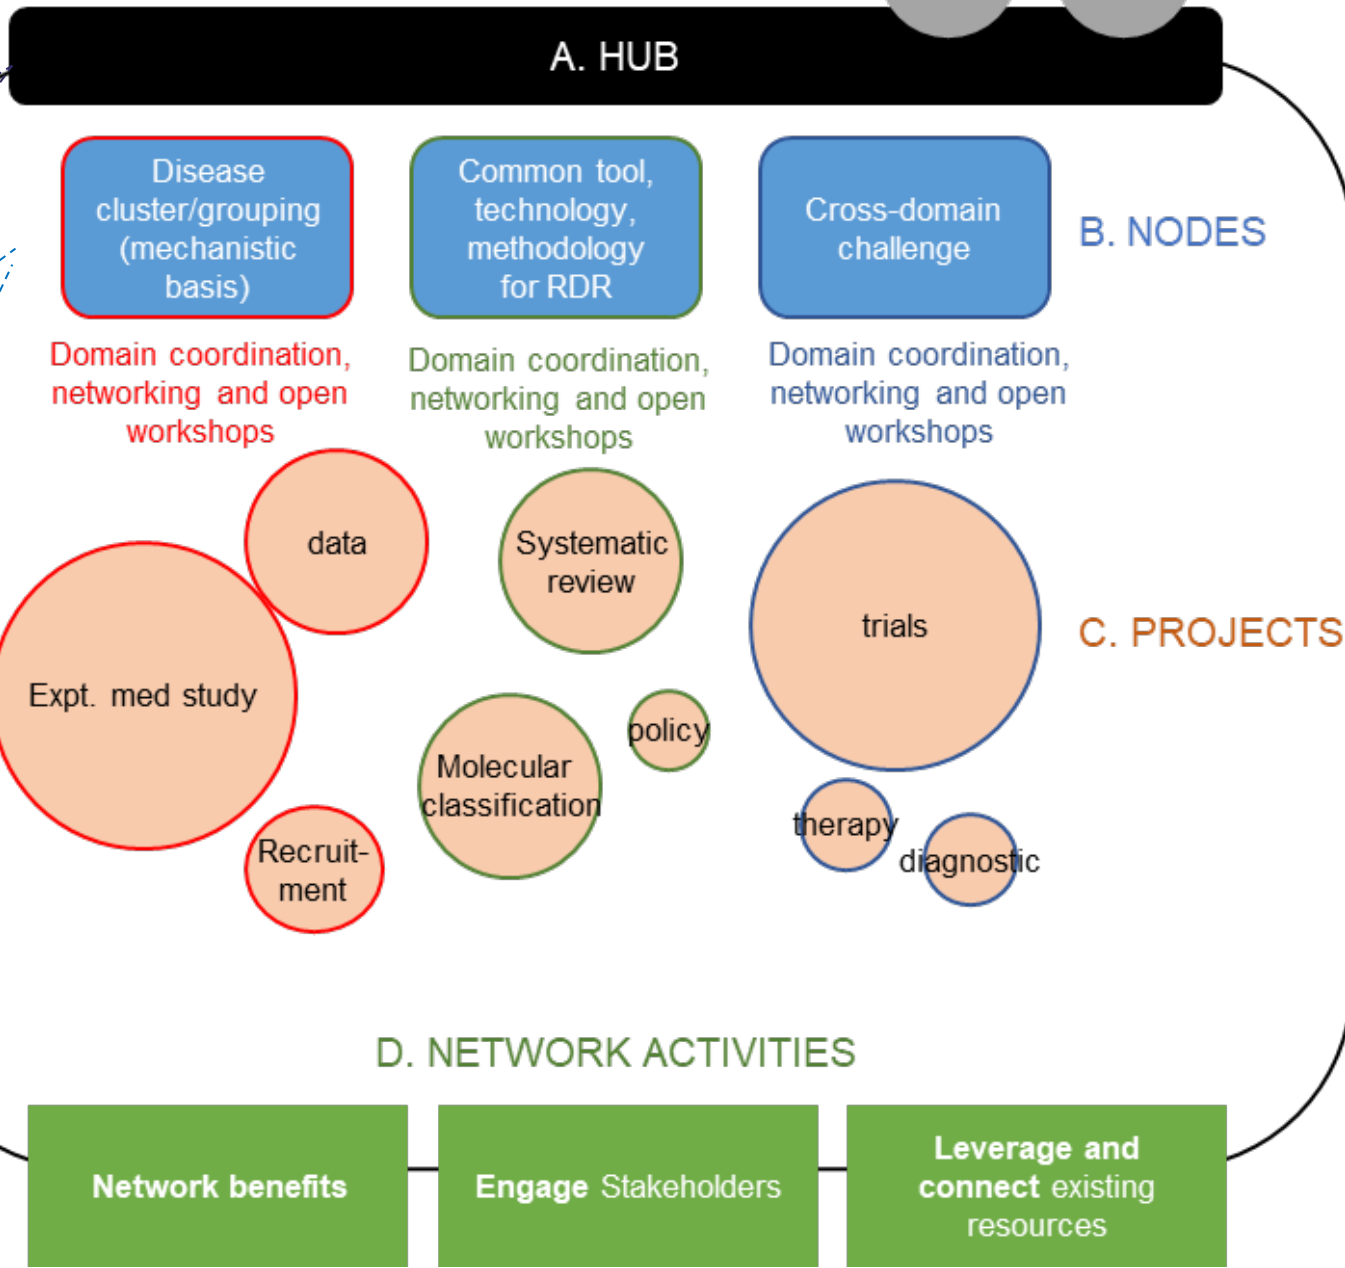 A. HUB
Disease
cluster/grouping
(mechanistic
basis)
Common tool,
technology,
methodology
for RDR
Cross-domain
challenge
B. NODES
Domain coordination,
networking and open
workshops
Domain coordination,
networking and open
workshops
Domain coordination,
networking and open
workshops
data
Systematic
review
trials
C. PROJECTS
Expt. med study
policy
Molecular
classification
therapy
diagnostic
Recruit-
ment
D. NETWORK ACTIVITIES
Network benefits
Engage Stakeholders
Leverage and
connect existing
resources